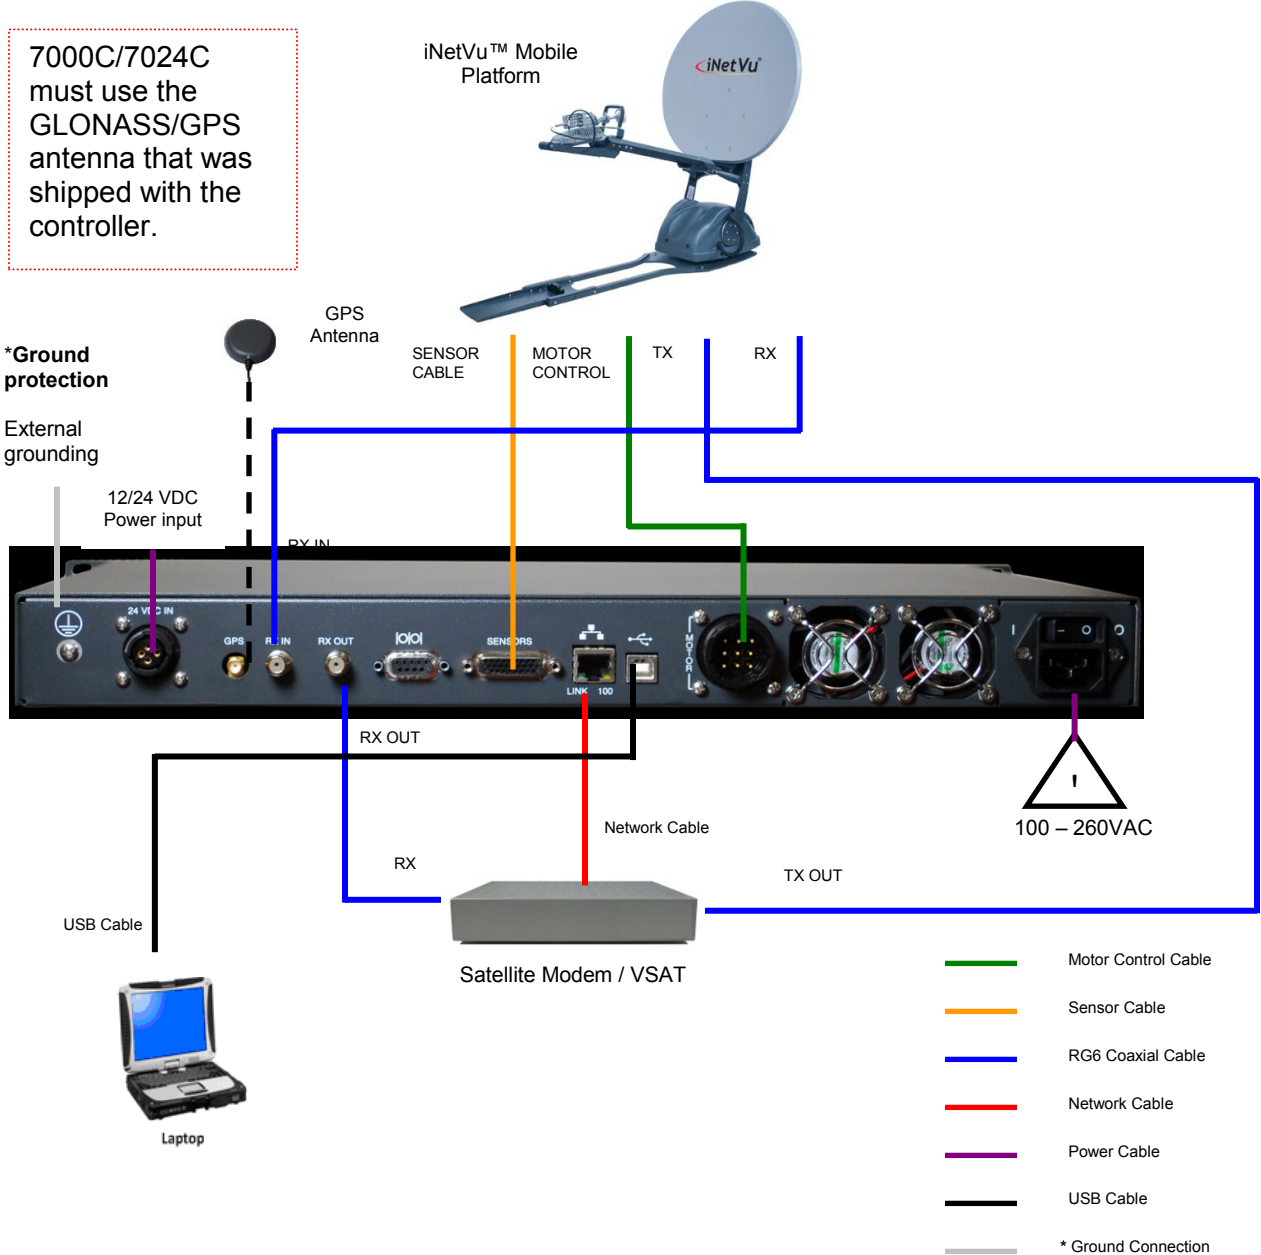 7000C/7024C
must use the
GLONASS/GPS
antenna that was
shipped with the
controller.
iNetVu™ Mobile
Platform
iNetVu®
GPS
Antenna
*Ground
protection
External
grounding
SENSOR
CABLE
MOTOR
CONTROL
TX
RX
12/24 VDC
Power input
RX IN
24 VDC IN
GPS
RX IN
RX OUT
|O|O|
SENSORS
LINK 100
MOTOR
I
O
RX OUT
Network Cable
!
100 – 260VAC
RX
TX OUT
USB Cable
Satellite Modem / VSAT
Laptop
Motor Control Cable
Sensor Cable
RG6 Coaxial Cable
Network Cable
Power Cable
USB Cable
* Ground Connection